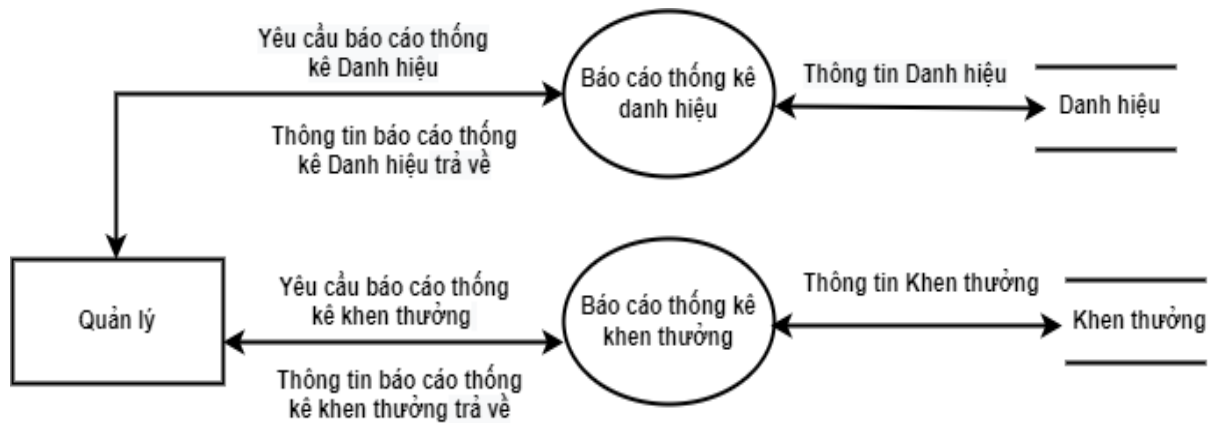 Yêu cầu báo cáo thống
kê Danh hiệu
Báo cáo thống kê
danh hiệu
Thông tin Danh hiệu
Danh hiệu
Thông tin báo cáo thống
kê Danh hiệu trả về
Quản lý
Yêu cầu báo cáo thống
kê khen thưởng
Báo cáo thống kê
khen thưởng
Thông tin Khen thưởng
Khen thưởng
Thông tin báo cáo thống
kê khen thưởng trả về